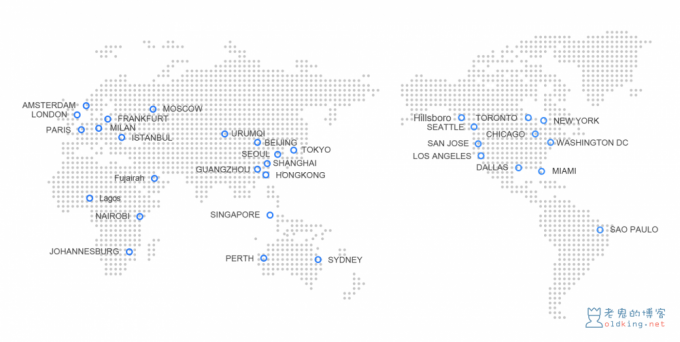 AMSTERDAM
LONDON
PARIS
FRANKFURT
MILAN
ISTANBUL
MOSCOW
URUMQI
BEIJING
SEOUL
TOKYO
SHANGHAI
GUANGZHOU
HONGKONG
Fujairah
Lagos
NAIROBI
JOHANNESBURG
SINGAPORE
PERTH
SYDNEY
Hillsboro
SEATTLE
TORONTO
NEW YORK
CHICAGO
WASHINGTON DC
SAN JOSE
LOS ANGELES
DALLAS
MIAMI
SAO PAULO
老鬼的博客
oldking.net